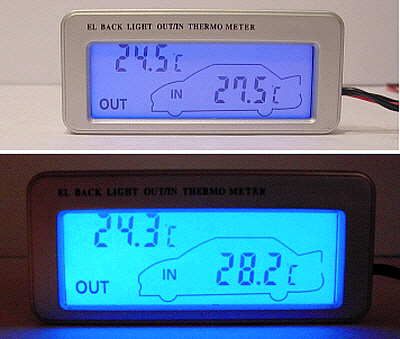 EL BACK LIGHT OUT/IN THERMO METER
24.5°C
OUT IN 27.5°C
EL BACK LIGHT OUT/IN THERMO METER
24.3°C
OUT IN 28.2°C